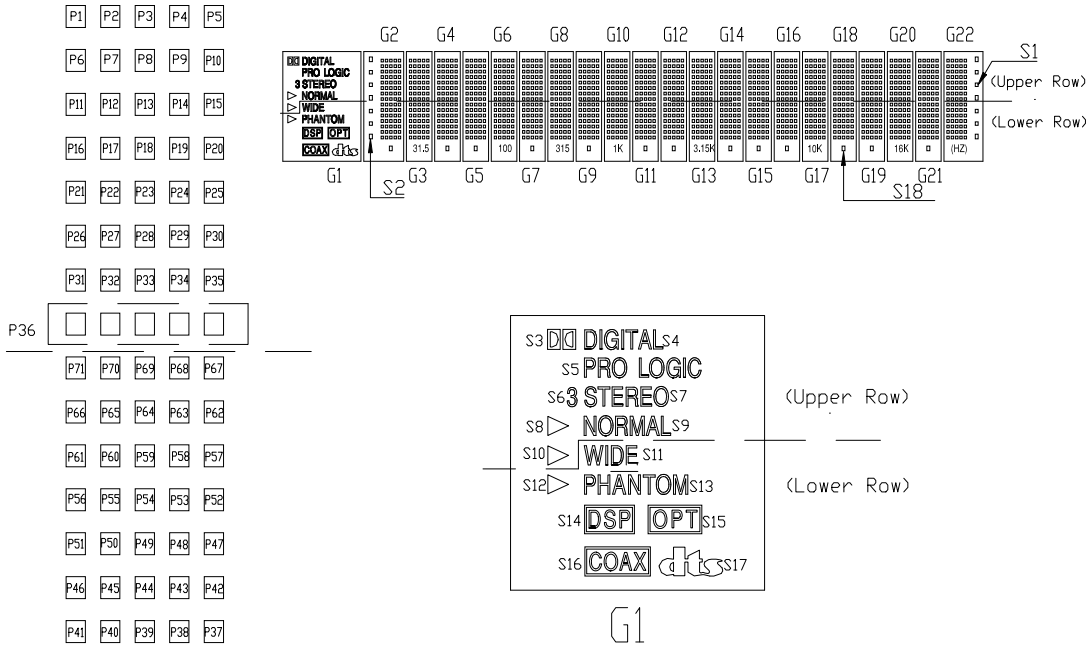 P1 P2 P3 P4 P5
P6 P7 P8 P9 P10
P11 P12 P13 P14 P15
P16 P17 P18 P19 P20
P21 P22 P23 P24 P25
P26 P27 P28 P29 P30
P31 P32 P33 P34 P35
P36
P71 P70 P69 P68 P67
P66 P65 P64 P63 P62
P61 P60 P59 P58 P57
P56 P55 P54 P53 P52
P51 P50 P49 P48 P47
P46 P45 P44 P43 P42
P41 P40 P39 P38 P37
G2 G4 G6 G8 G10 G12 G14 G16 G18 G20 G22
S1
DIGITAL
PRO LOGIC
3 STEREO
NORMAL
WIDE
PHANTOM
DSP OPT
COAX dts
(Upper Row)
(Lower Row)
31.5 100 315 1K 3.15K 10K 16K (HZ)
G1 G3 G5 G7 G9 G11 G13 G15 G17 G19 G21
S2 S18
S3 DIGITAL S4
S5 PRO LOGIC
S6 3 STEREO S7
S8 NORMAL S9
S10 WIDE S11
S12 PHANTOM S13
S14 DSP OPT S15
S16 COAX dts S17
(Upper Row)
(Lower Row)
G1